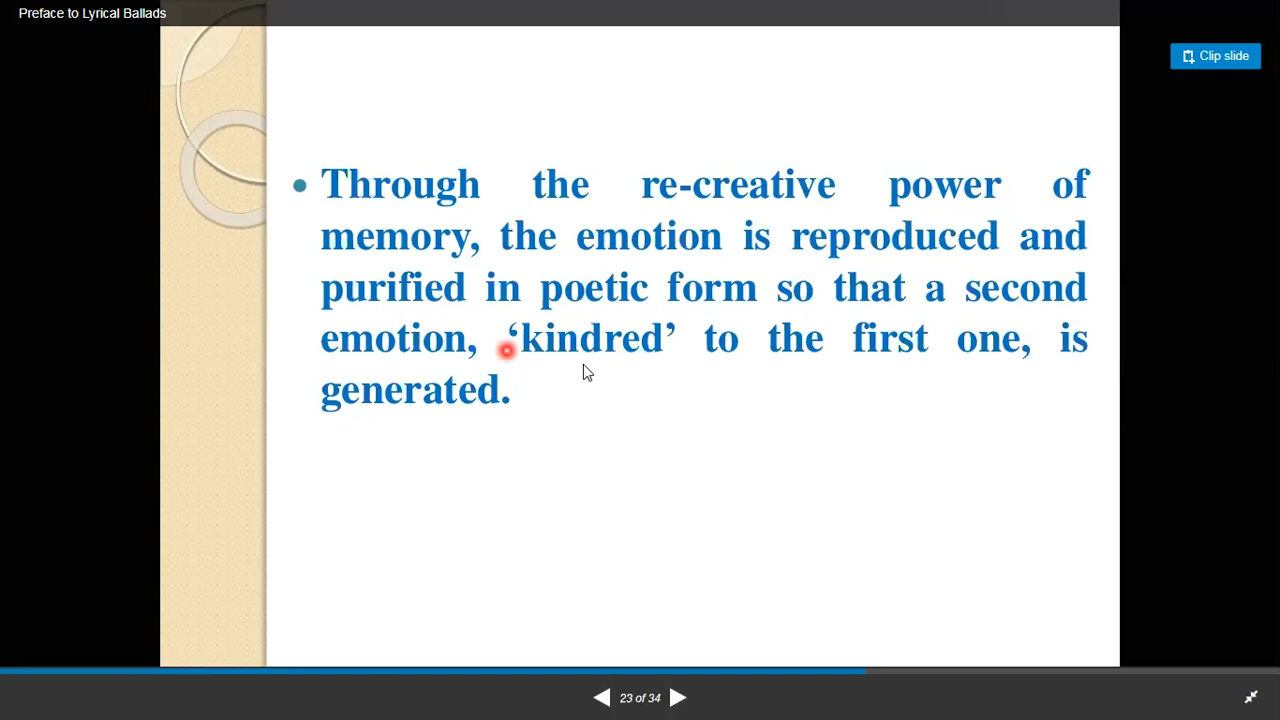 Preface to Lyrical Ballads
Clip slide
• Through the re-creative power of
memory, the emotion is reproduced and
purified in poetic form so that a second
emotion, ‘kindred’ to the first one, is
generated.
23 of 34